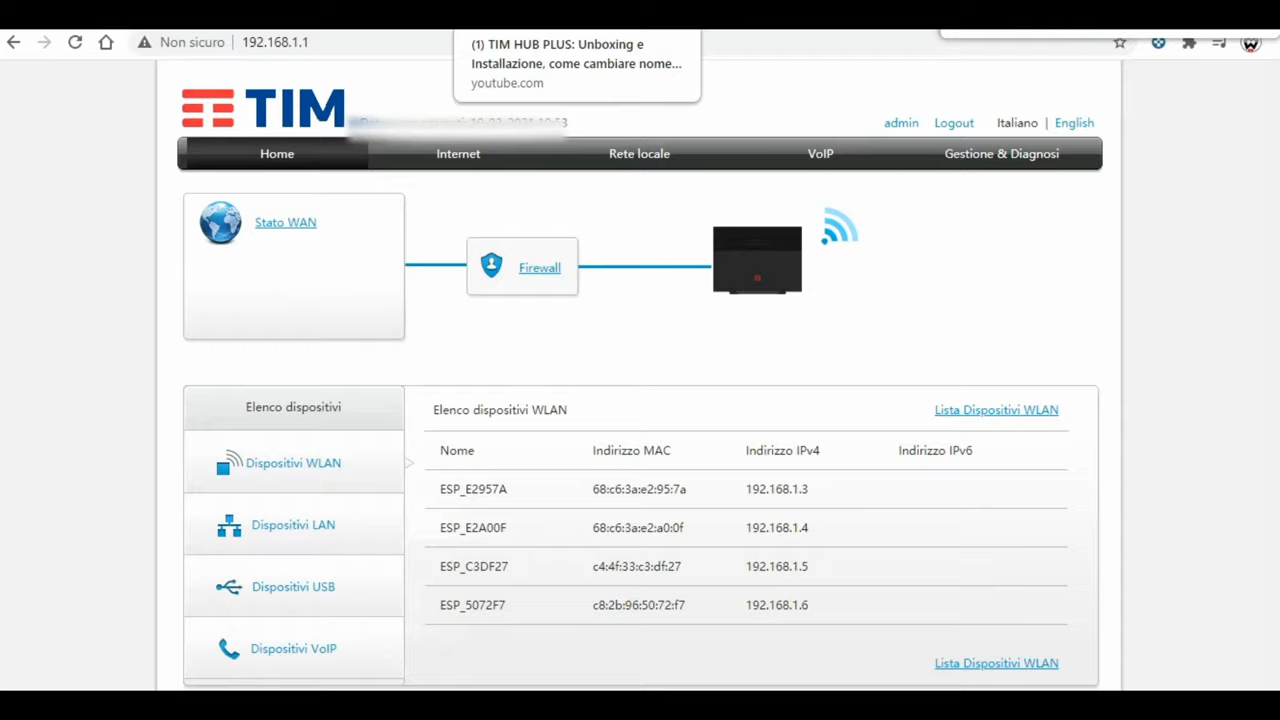 Non sicuro
192.168.1.1
(1) TIM HUB PLUS: Unboxing e
Installazione, come cambiare nome...
youtube.com
TIM
admin Logout Italiano | English
Home Internet Rete locale VoIP Gestione & Diagnosi
Stato WAN
Firewall
Elenco dispositivi
Dispositivi WLAN
Dispositivi LAN
Dispositivi USB
Dispositivi VoIP
Elenco dispositivi WLAN Lista Dispositivi WLAN
Nome Indirizzo MAC Indirizzo IPv4 Indirizzo IPv6
ESP_E2957A 68:c6:3a:e2:95:7a 192.168.1.3
ESP_E2A00F 68:c6:3a:e2:a0:0f 192.168.1.4
ESP_C3DF27 c4:4f:33:c3:df:27 192.168.1.5
ESP_5072F7 c8:2b:96:50:72:f7 192.168.1.6
Lista Dispositivi WLAN